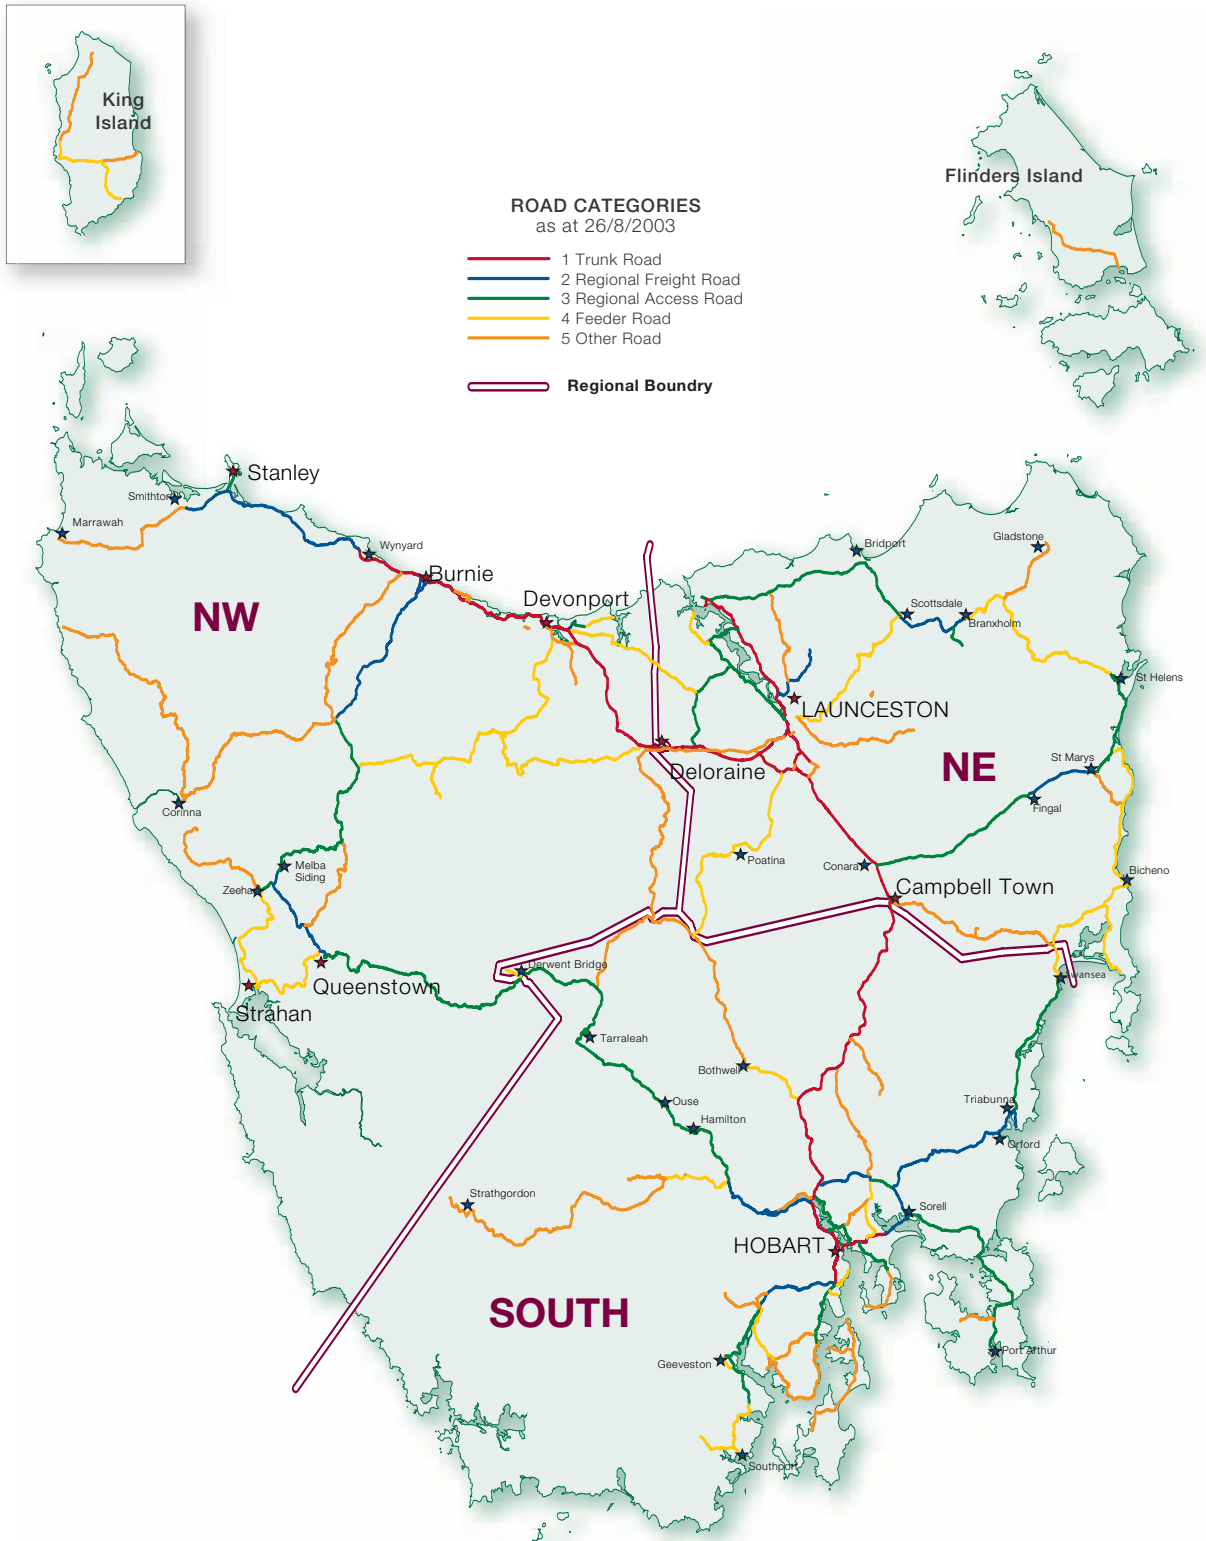 King
Island
Flinders Island
ROAD CATEGORIES
as at 26/8/2003
1 Trunk Road
2 Regional Freight Road
3 Regional Access Road
4 Feeder Road
5 Other Road
Regional Boundry
Stanley
Smithton
Marrawah
Wynyard
Burnie
Devonport
NW
Bridport
Gladstone
Scottsdale
Branxholm
St Helens
LAUNCESTON
NE
Deloraine
St Marys
Fingal
Corinna
Melba
Siding
Poatina
Conara
Zeehan
Campbell Town
Bicheno
Queenstown
Derwent Bridge
Swansea
Strahan
Tarraleah
Bothwell
Ouse
Hamilton
Triabunna
Orford
Strathgordon
Sorell
HOBART
SOUTH
Geeveston
Port Arthur
Southport